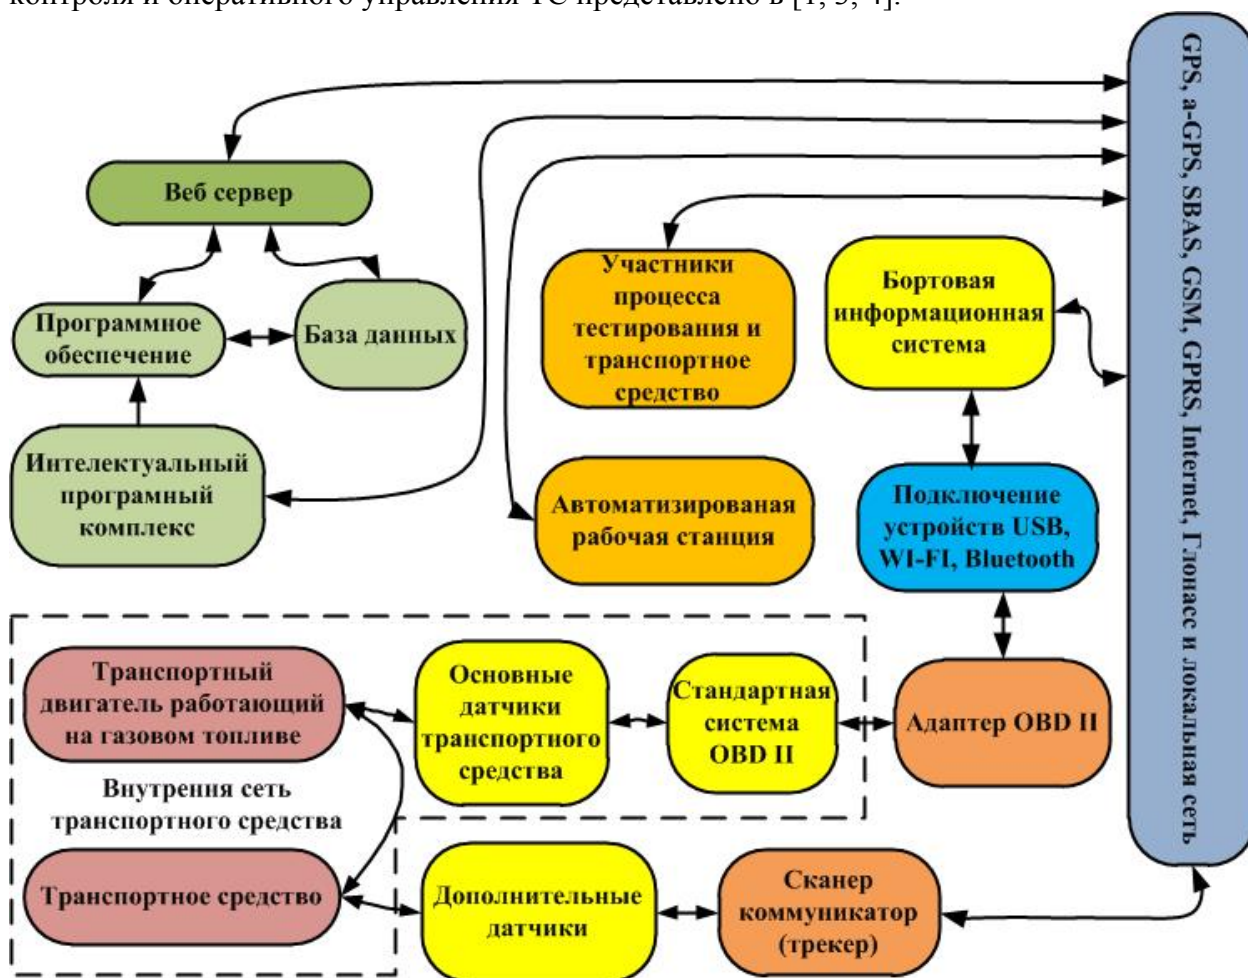 контроля и оперативного управления ТС представлено в [1, 3, 4].
GPS, a-GPS, SBAS, GSM, GPRS, Internet, Глонасс и локальная сеть
Веб сервер
Программное
обеспечение
База данных
Интелектуальный
програмный
комплекс
Участники
процесса
тестирования и
транспортное
средство
Бортовая
информационная
система
Автоматизированая
рабочая станция
Подключение
устройств USB,
WI-FI, Bluetooth
Транспортный
двигатель работающий
на газовом топливе
Основные
датчики
транспортного
средства
Стандартная
система
OBD II
Адаптер OBD II
Внутрення сеть
транспортного средства
Транспортное средство
Дополнительные
датчики
Сканер
коммуникатор
(трекер)